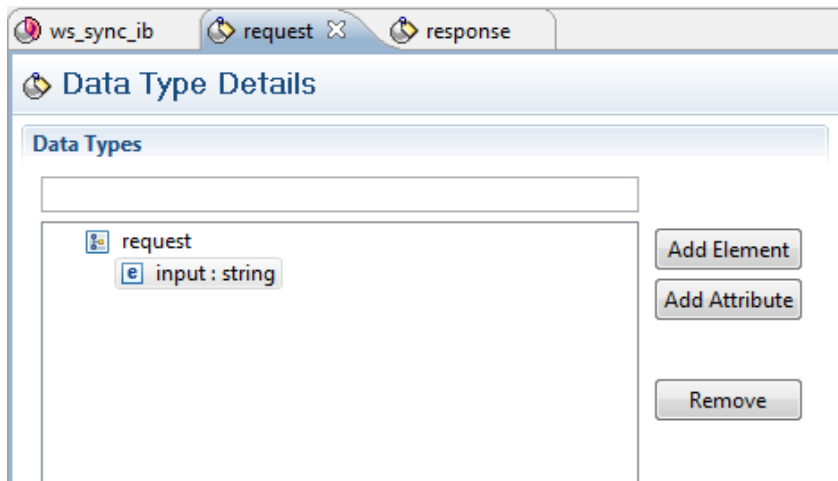 ws_sync_ib request response
Data Type Details
Data Types
request
input : string
Add Element
Add Attribute
Remove